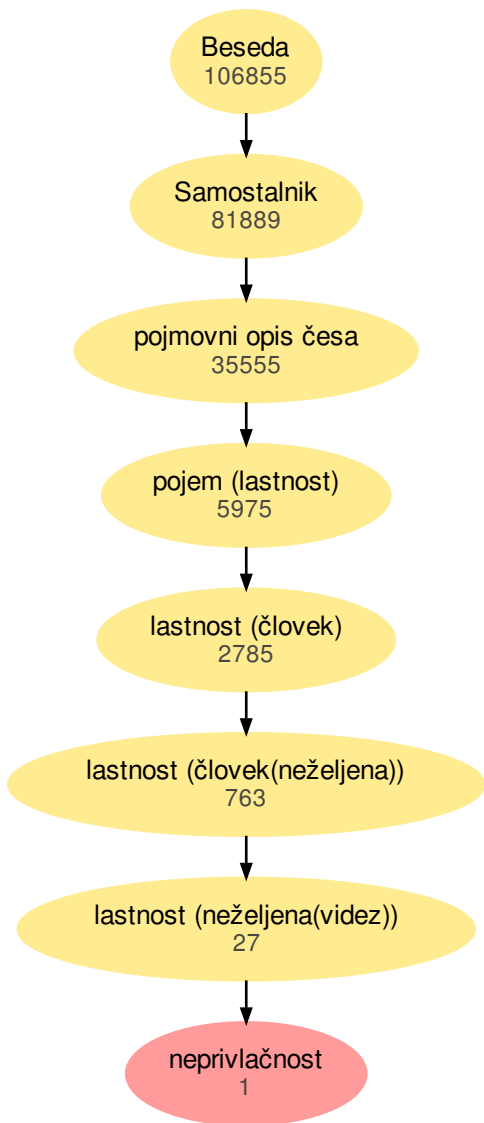 Beseda
106855
Samostalnik
81889
pojmovni opis česa
35555
pojem (lastnost)
5975
lastnost (človek)
2785
lastnost (človek(neželjena))
763
lastnost (neželjena(videz))
27
neprivlačnost
1